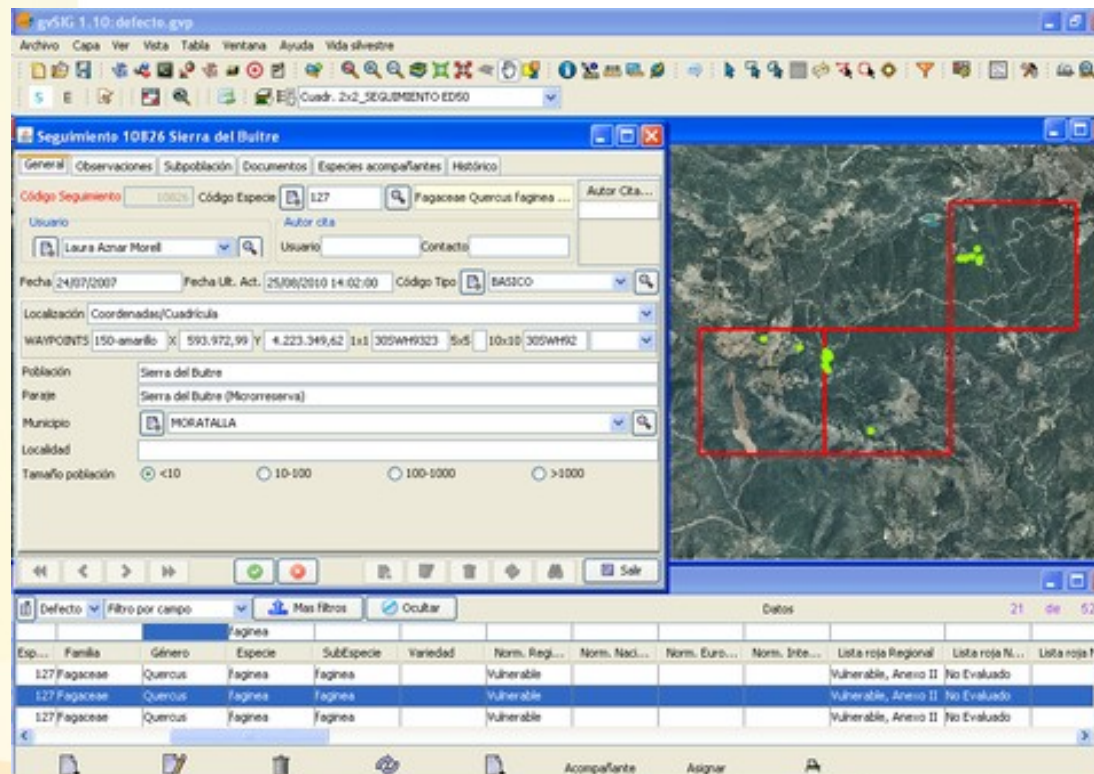 gvSIG 1.10: defecto.gvp
Archivo Capa Ver Vista Tabla Ventana Ayuda Vida silvestre
S E Cuadr. 2x2_SEGUIMIENTO ED50
Seguimiento 10826 Sierra del Buitre
General Observaciones Subpoblación Documentos Especies acompañantes Histórico
Código Seguimiento 10826 Código Especie 127 Fagaceae Quercus faginea ... Autor Cita...
Usuario Autor cita
Laura Aznar Morell Usuario Contacto
Fecha 24/07/2007 Fecha Ult. Act. 25/08/2010 14:02:00 Código Tipo BASICO
Localización Coordenadas/Cuadrícula
WAYPOINTS 150-amarillo X 593.972,99 Y 4.223.349,62 1x1 30SWH9323 5x5 10x10 30SWH92
Población Sierra del Buitre
Paraje Sierra del Buitre (Microrreserva)
Municipio MORATALLA
Localidad
Tamaño población <10 10-100 100-1000 >1000
Salir
Defecto Filtro por campo Mas filtros Ocultar Datos 21 de 52
faginea
Esp... Familia Género Especie SubEspecie Variedad Norm. Regi... Norm. Naci... Norm. Euro... Norm. Inte... Lista roja Regional Lista roja N... Lista roja
127 Fagaceae Quercus faginea faginea Vulnerable Vulnerable, Anexo II No Evaluado
127 Fagaceae Quercus faginea faginea Vulnerable Vulnerable, Anexo II No Evaluado
127 Fagaceae Quercus faginea faginea Vulnerable Vulnerable, Anexo II No Evaluado
Acompañante Asignar